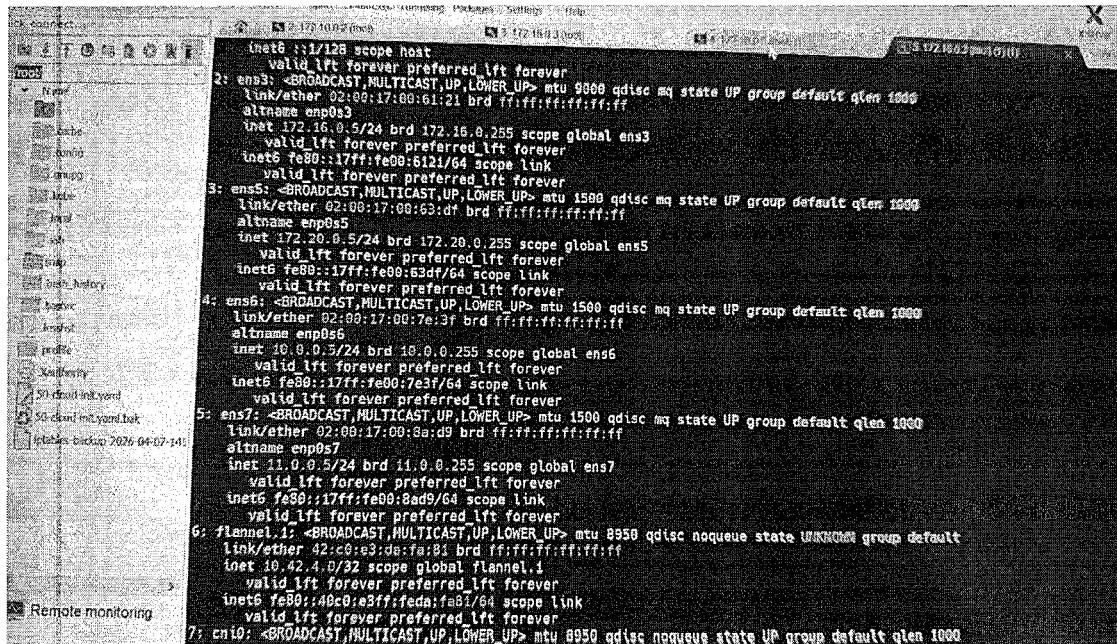 Packages Settings Help
Name
.cache
.config
.gnupg
.kube
.local
.ssh
snap
.bash_history
.bashrc
.profile
.Xauthority
50-cloud-init.yaml
50-cloud-init.yaml.bak
iptables-backup-2026-04-07-141
Remote monitoring
inet6 ::1/128 scope host
valid_lft forever preferred_lft forever
2: ens3: <BROADCAST,MULTICAST,UP,LOWER_UP> mtu 9000 qdisc mq state UP group default qlen 1000
link/ether 02:00:17:00:61:21 brd ff:ff:ff:ff:ff:ff
altname enp0s3
inet 172.16.0.5/24 brd 172.16.0.255 scope global ens3
valid_lft forever preferred_lft forever
inet6 fe80::17ff:fe00:6121/64 scope link
valid_lft forever preferred_lft forever
3: ens5: <BROADCAST,MULTICAST,UP,LOWER_UP> mtu 1500 qdisc mq state UP group default qlen 1000
link/ether 02:00:17:00:63:df brd ff:ff:ff:ff:ff:ff
altname enp0s5
inet 172.20.0.5/24 brd 172.20.0.255 scope global ens5
valid_lft forever preferred_lft forever
inet6 fe80::17ff:fe00:63df/64 scope link
valid_lft forever preferred_lft forever
4: ens6: <BROADCAST,MULTICAST,UP,LOWER_UP> mtu 1500 qdisc mq state UP group default qlen 1000
link/ether 02:00:17:00:7e:3f brd ff:ff:ff:ff:ff:ff
altname enp0s6
inet 10.0.0.5/24 brd 10.0.0.255 scope global ens6
valid_lft forever preferred_lft forever
inet6 fe80::17ff:fe00:7e3f/64 scope link
valid_lft forever preferred_lft forever
5: ens7: <BROADCAST,MULTICAST,UP,LOWER_UP> mtu 1500 qdisc mq state UP group default qlen 1000
link/ether 02:00:17:00:8a:d9 brd ff:ff:ff:ff:ff:ff
altname enp0s7
inet 11.0.0.5/24 brd 11.0.0.255 scope global ens7
valid_lft forever preferred_lft forever
inet6 fe80::17ff:fe00:8ad9/64 scope link
valid_lft forever preferred_lft forever
6: flannel.1: <BROADCAST,MULTICAST,UP,LOWER_UP> mtu 8950 qdisc noqueue state UNKNOWN group default
link/ether 42:c0:e3:da:fa:81 brd ff:ff:ff:ff:ff:ff
inet 10.42.4.0/32 scope global flannel.1
valid_lft forever preferred_lft forever
inet6 fe80::40c0:e3ff:feda:fa81/64 scope link
valid_lft forever preferred_lft forever
7: cni0: <BROADCAST,MULTICAST,UP,LOWER_UP> mtu 8950 qdisc noqueue state UP group default qlen 1000